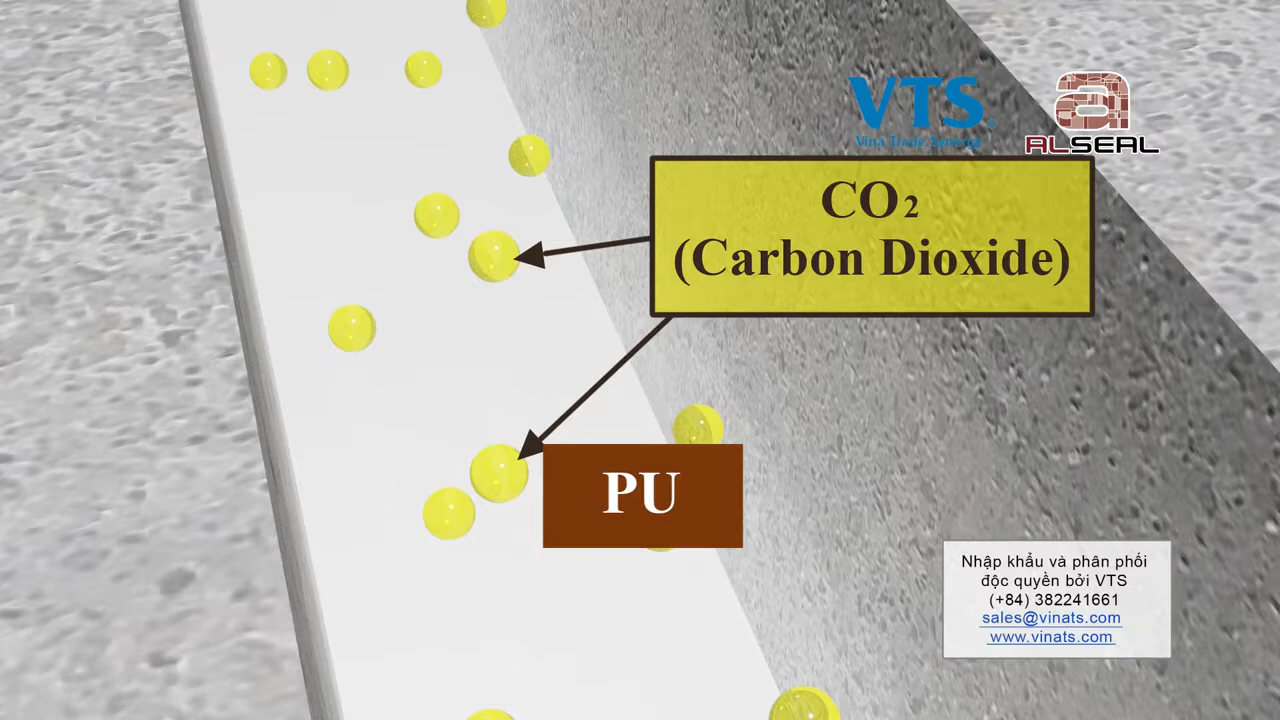 VTS
Vina Trade Synergy
a
ALSEAL
CO₂
(Carbon Dioxide)
PU
Nhập khẩu và phân phối
độc quyền bởi VTS
(+84) 382241661
sales@vinats.com
www.vinats.com